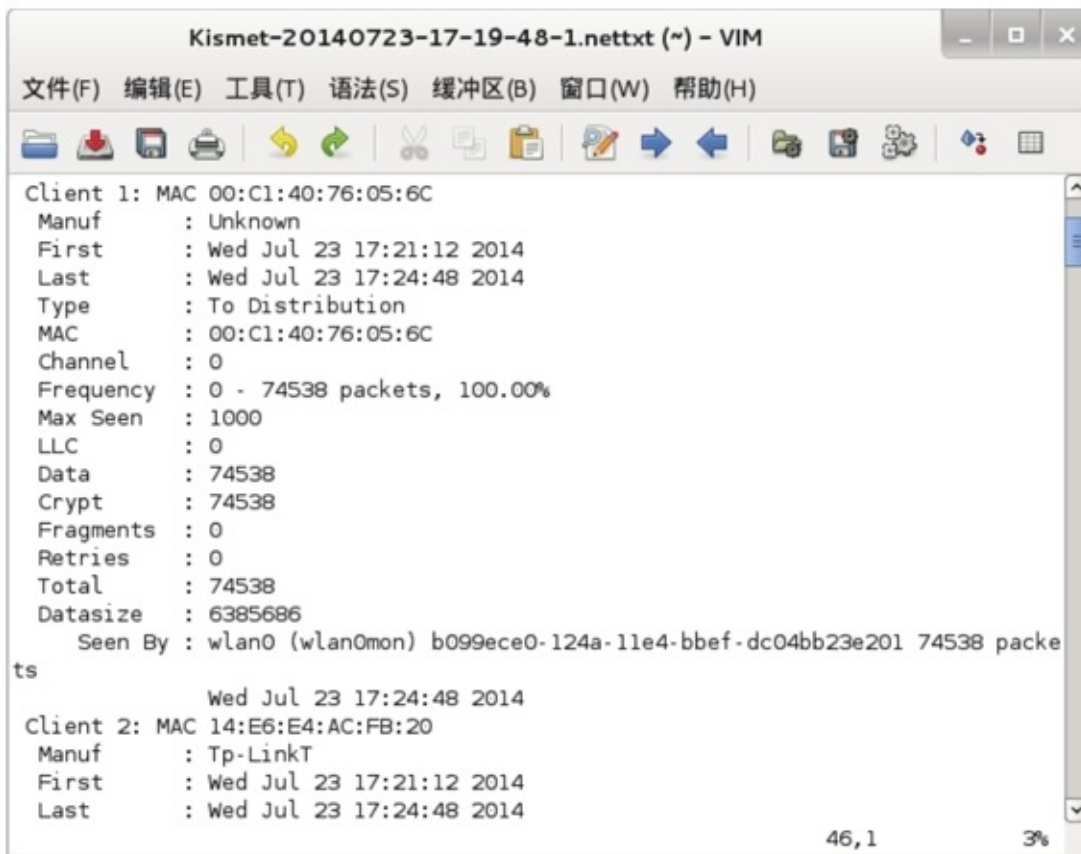 Kismet-20140723-17-19-48-1.nettxt (~) - VIM
文件(F) 编辑(E) 工具(T) 语法(S) 缓冲区(B) 窗口(W) 帮助(H)
Client 1: MAC 00:C1:40:76:05:6C
Manuf : Unknown
First : Wed Jul 23 17:21:12 2014
Last : Wed Jul 23 17:24:48 2014
Type : To Distribution
MAC : 00:C1:40:76:05:6C
Channel : 0
Frequency : 0 - 74538 packets, 100.00%
Max Seen : 1000
LLC : 0
Data : 74538
Crypt : 74538
Fragments : 0
Retries : 0
Total : 74538
Datasize : 6385686
Seen By : wlan0 (wlan0mon) b099ece0-124a-11e4-bbef-dc04bb23e201 74538 packe
ts
Wed Jul 23 17:24:48 2014
Client 2: MAC 14:E6:E4:AC:FB:20
Manuf : Tp-LinkT
First : Wed Jul 23 17:21:12 2014
Last : Wed Jul 23 17:24:48 2014
46,1 3%